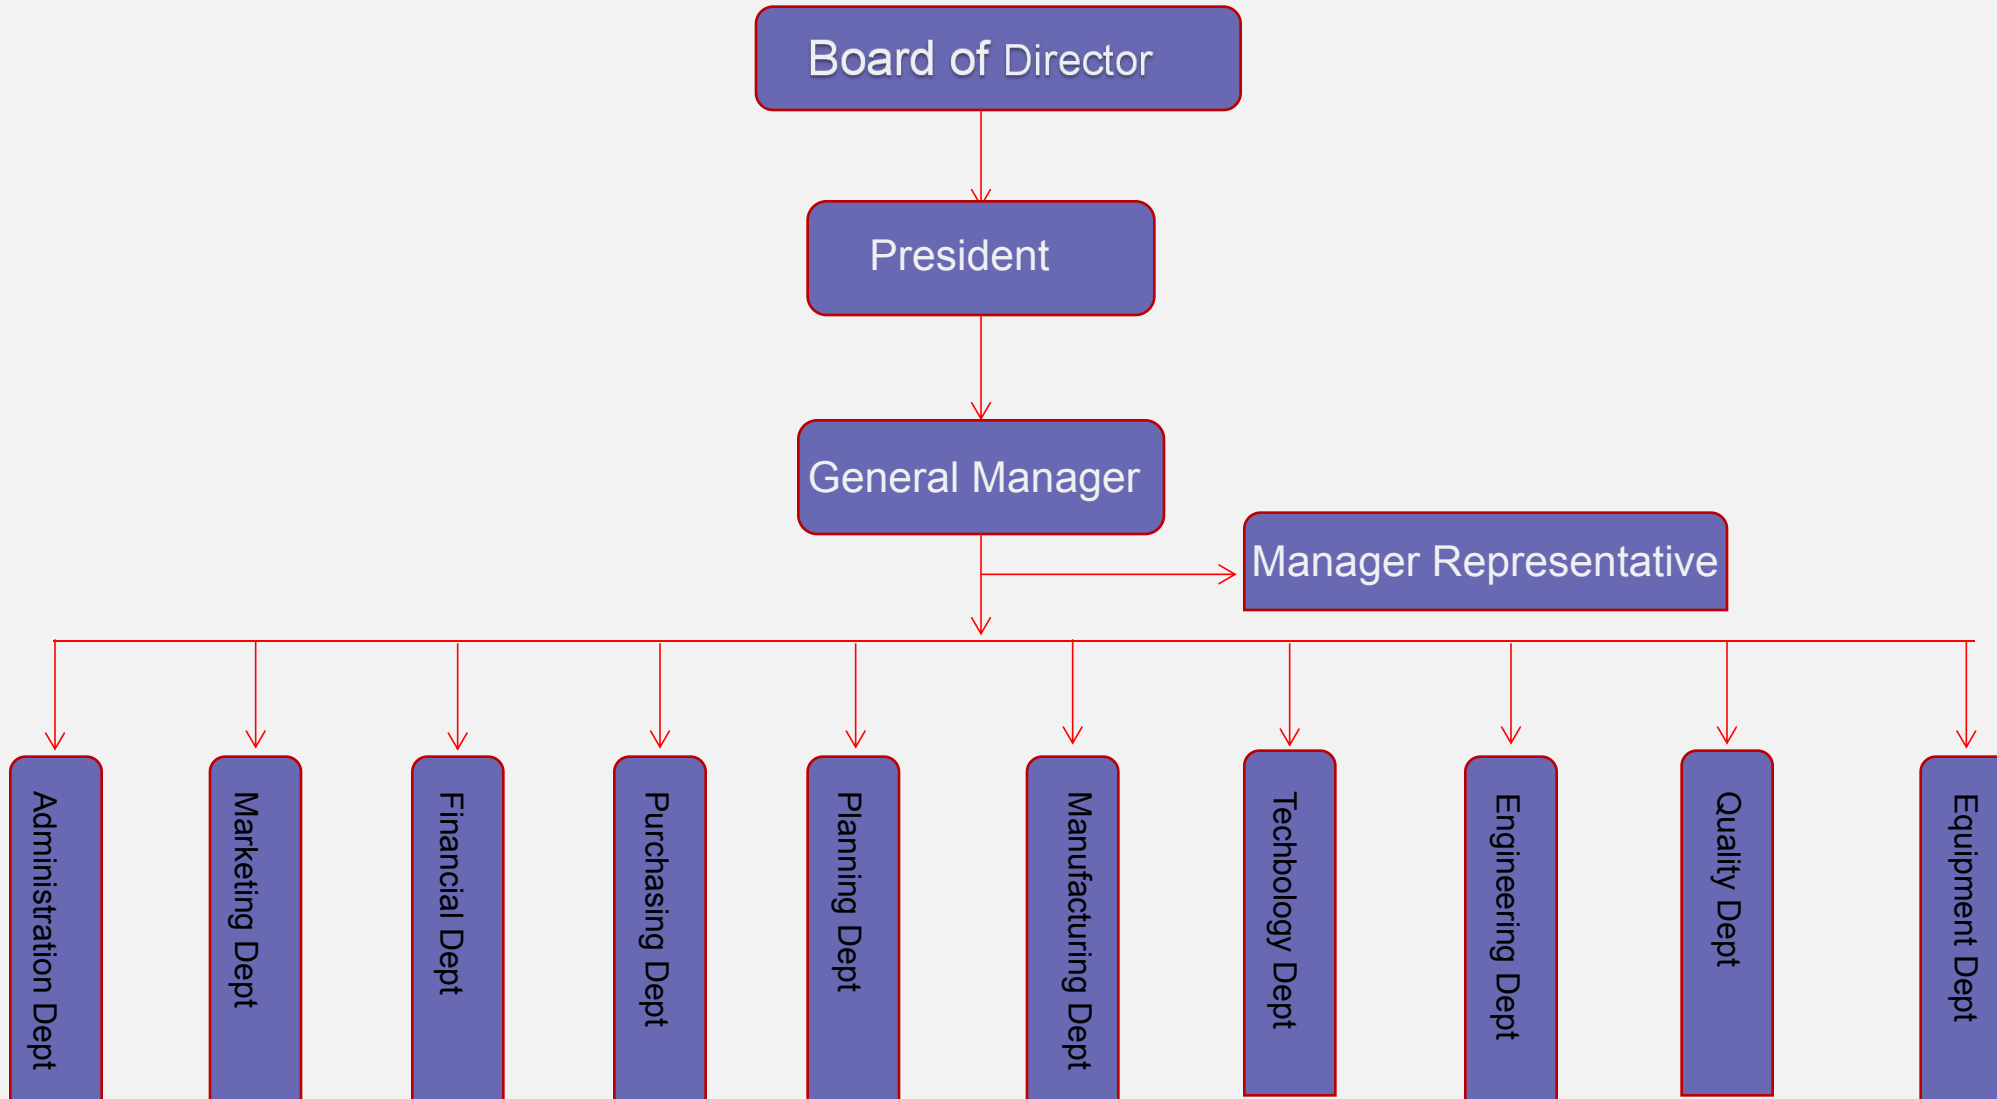 Board of Director
President
General Manager
Manager Representative
Administration Dept
Marketing Dept
Financial Dept
Purchasing Dept
Planning Dept
Manufacturing Dept
Techbology Dept
Engineering Dept
Quality Dept
Equipment Dept